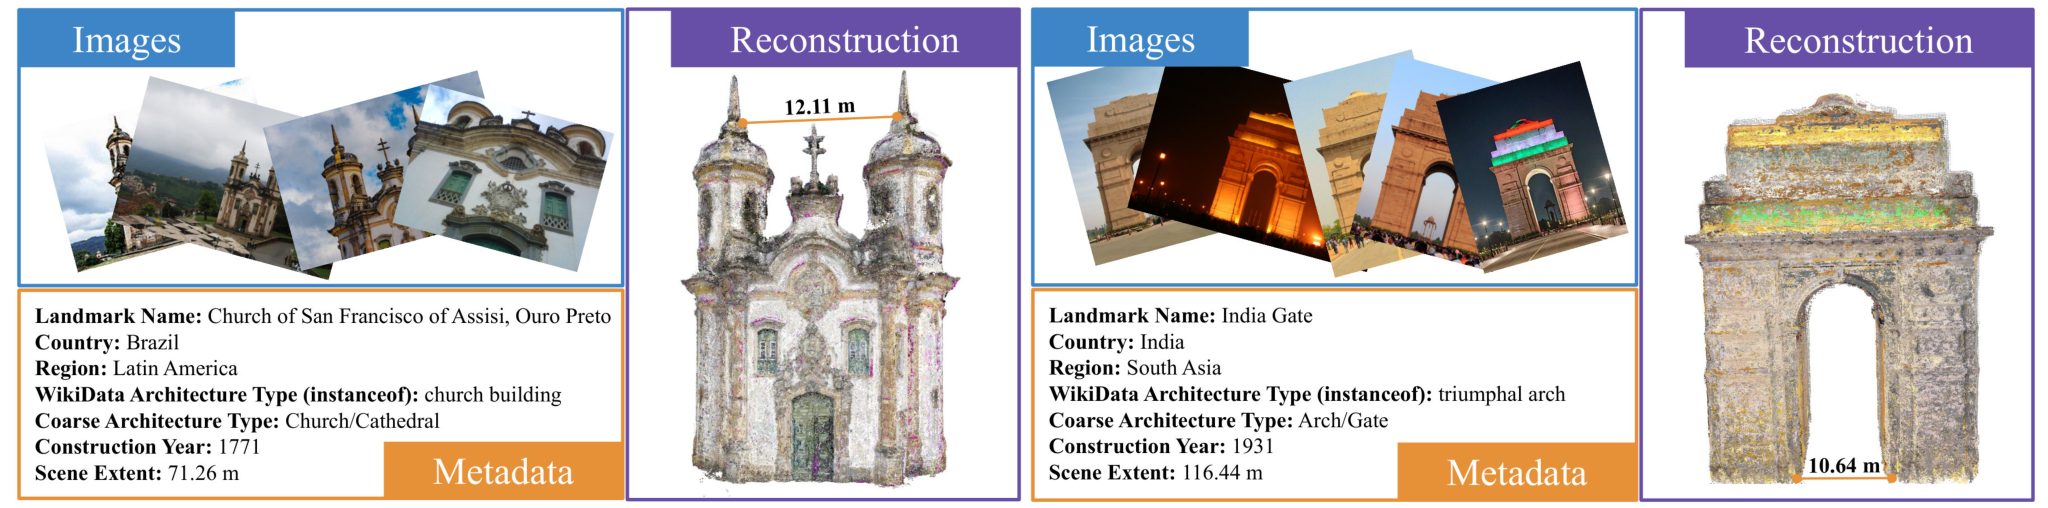 Images
Reconstruction
12.11 m
Landmark Name: Church of San Francisco of Assisi, Ouro Preto
Country: Brazil
Region: Latin America
WikiData Architecture Type (instanceof): church building
Coarse Architecture Type: Church/Cathedral
Construction Year: 1771
Scene Extent: 71.26 m
Metadata
Images
Reconstruction
Landmark Name: India Gate
Country: India
Region: South Asia
WikiData Architecture Type (instanceof): triumphal arch
Coarse Architecture Type: Arch/Gate
Construction Year: 1931
Scene Extent: 116.44 m
Metadata
10.64 m